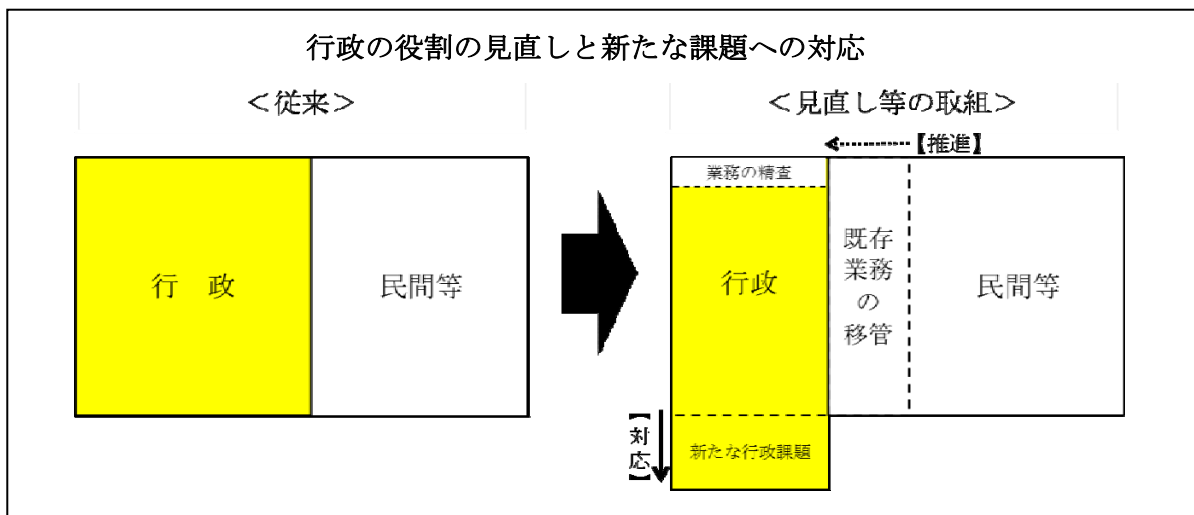 行政の役割の見直しと新たな課題への対応
＜従来＞
行 政
民間等
＜見直し等の取組＞
【推進】
業務の精査
行政
既存
業務
の
移管
民間等
【対応】
新たな行政課題